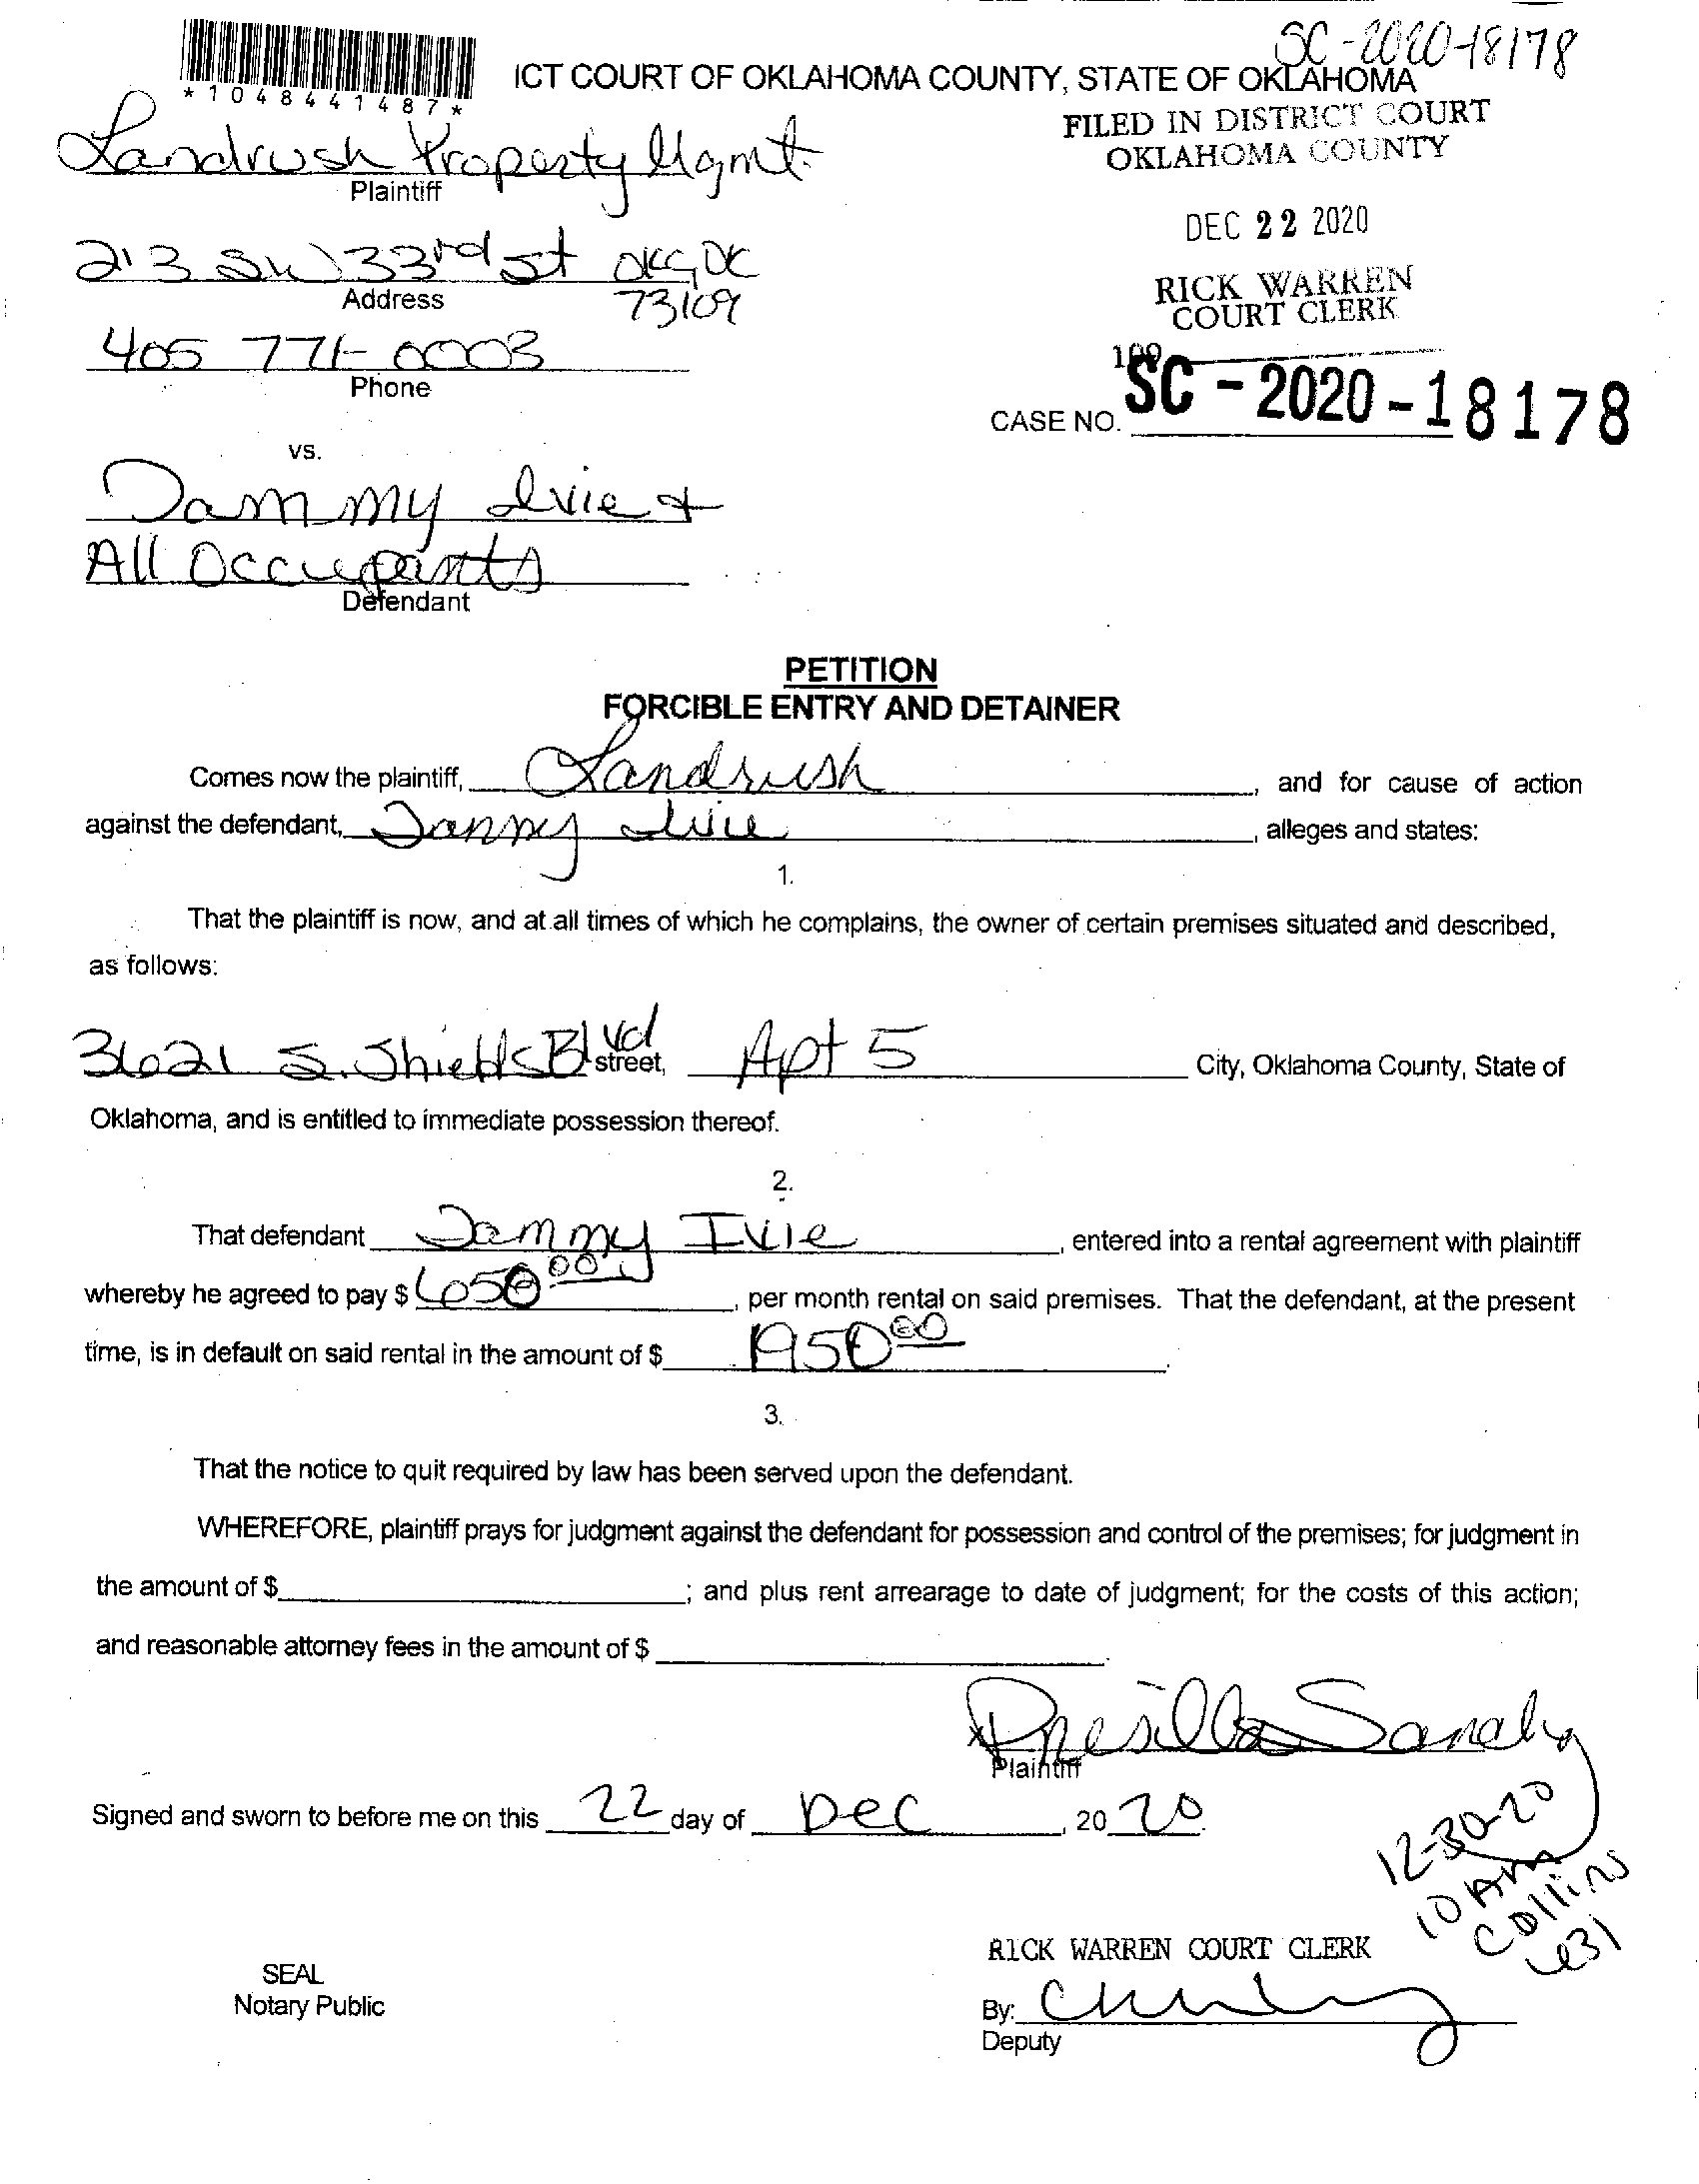 SC-2020-18178
*1048441487*
ICT COURT OF OKLAHOMA COUNTY, STATE OF OKLAHOMA
FILED IN DISTRICT COURT
OKLAHOMA COUNTY
Landrush Property Mgmt.
Plaintiff
DEC 22 2020
213 SW 33rd St OKC, OK
Address
73109
RICK WARREN
COURT CLERK
405 771-0003
Phone
109
CASE NO. SC-2020-18178
vs.
Tammy Ivie +
All Occupants
Defendant
PETITION
FORCIBLE ENTRY AND DETAINER
Comes now the plaintiff, Landrush, and for cause of action
against the defendant, Tammy Ivie, alleges and states:
1.
That the plaintiff is now, and at all times of which he complains, the owner of certain premises situated and described,
as follows:
3621 S. Shields Blvd street, Apt 5 City, Oklahoma County, State of
Oklahoma, and is entitled to immediate possession thereof.
2.
That defendant Tammy Ivie, entered into a rental agreement with plaintiff
whereby he agreed to pay $ 650.00, per month rental on said premises. That the defendant, at the present
time, is in default on said rental in the amount of $ 1950 00.
3.
That the notice to quit required by law has been served upon the defendant.
WHEREFORE, plaintiff prays for judgment against the defendant for possession and control of the premises; for judgment in
the amount of $ ; and plus rent arrearage to date of judgment; for the costs of this action;
and reasonable attorney fees in the amount of $ .
x Presilla Sanchez
Plaintiff
Signed and sworn to before me on this 22 day of Dec, 20 20.
12-30-20
10 AM
Collins
RICK WARREN COURT CLERK
SEAL
Notary Public
By:
Deputy